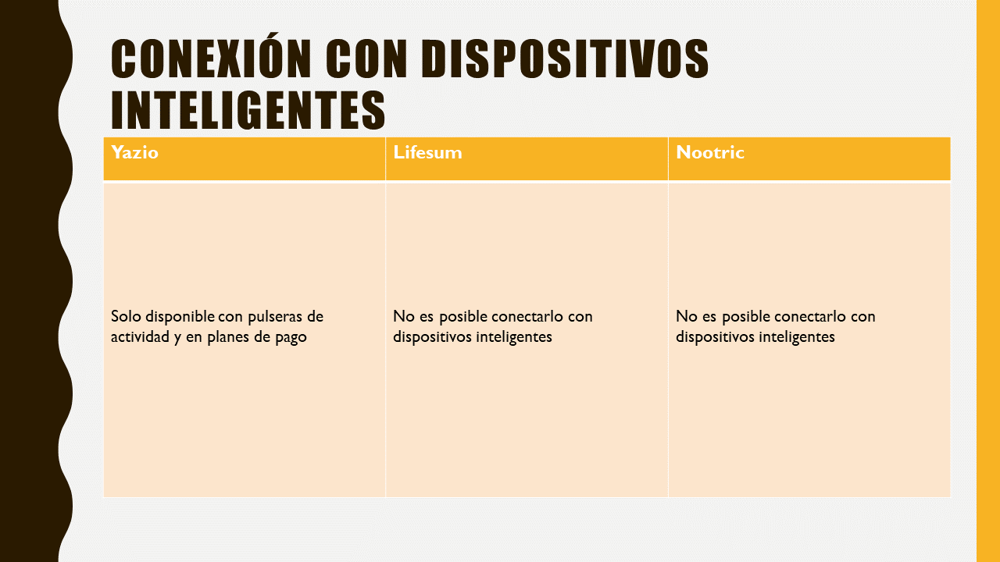 CONEXIÓN CON DISPOSITIVOS
INTELIGENTES
Yazio
Lifesum
Nootric
Solo disponible con pulseras de
actividad y en planes de pago
No es posible conectarlo con
dispositivos inteligentes
No es posible conectarlo con
dispositivos inteligentes